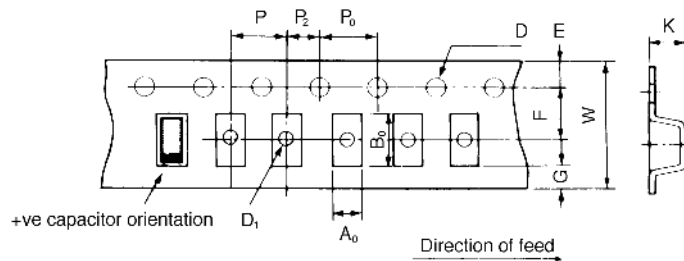 P P₂ P₀ D E K
F W
B₀
G
+ve capacitor orientation D₁
A₀
Direction of feed